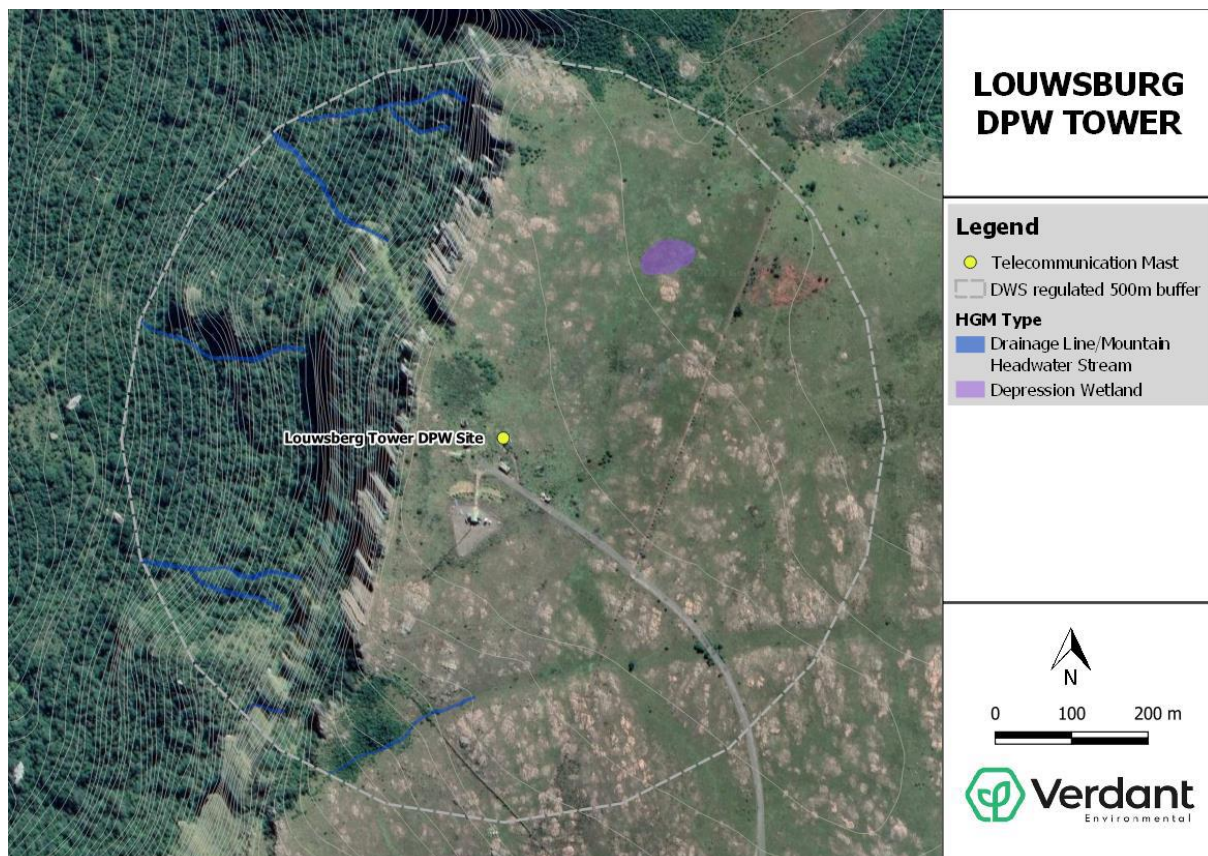 LOUWSBURG
DPW TOWER
Legend
Telecommunication Mast
DWS regulated 500m buffer
HGM Type
Drainage Line/Mountain
Headwater Stream
Depression Wetland
Louwsberg Tower DPW Site
N
0 100 200 m
Verdant
Environmental